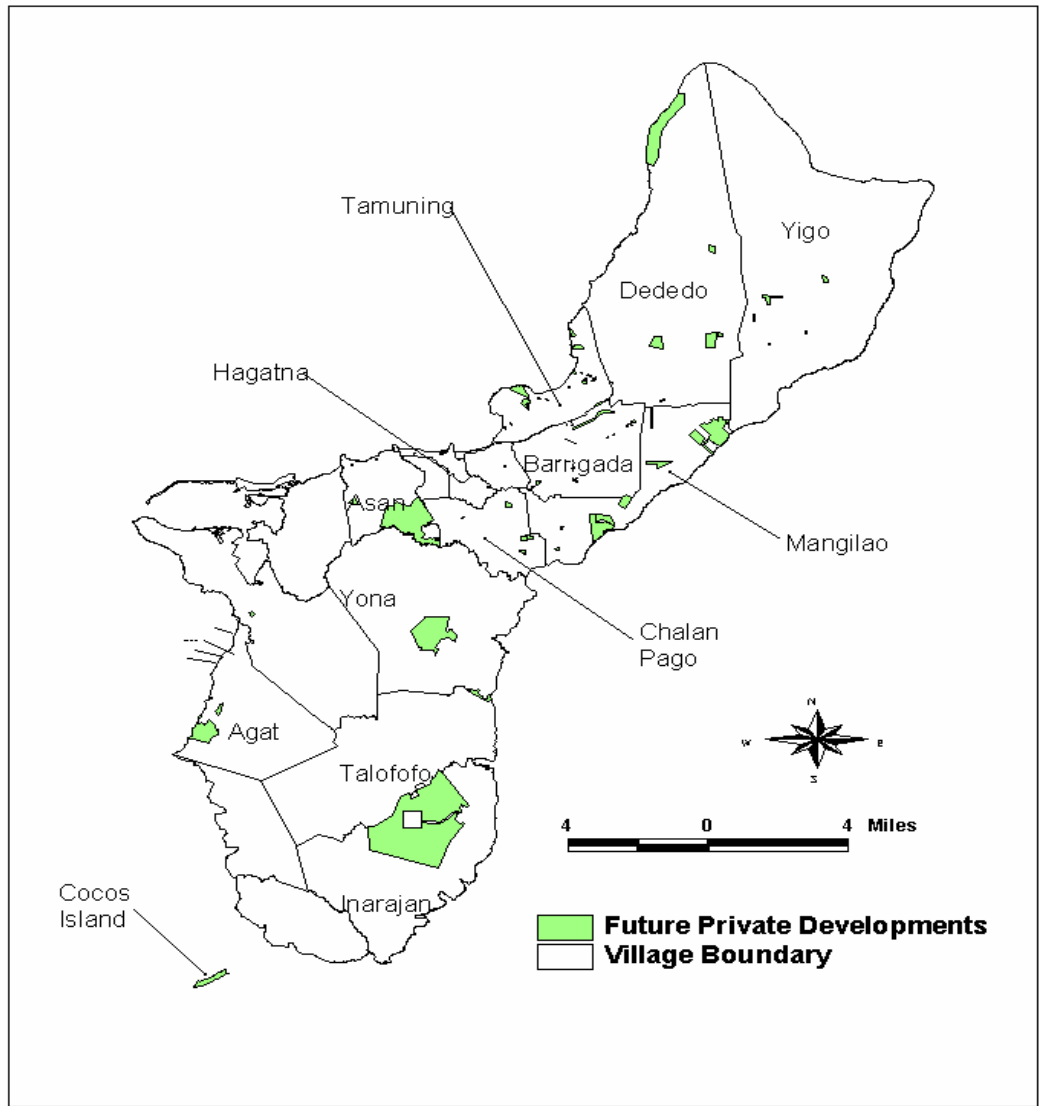 Tamuning
Yigo
Dededo
Hagatna
Barrigada
Asan
Mangilao
Yona
Chalan
Pago
Agat
N
W
E
S
Talofofo
4 0 4 Miles
Cocos
Island
Inarajan
Future Private Developments
Village Boundary